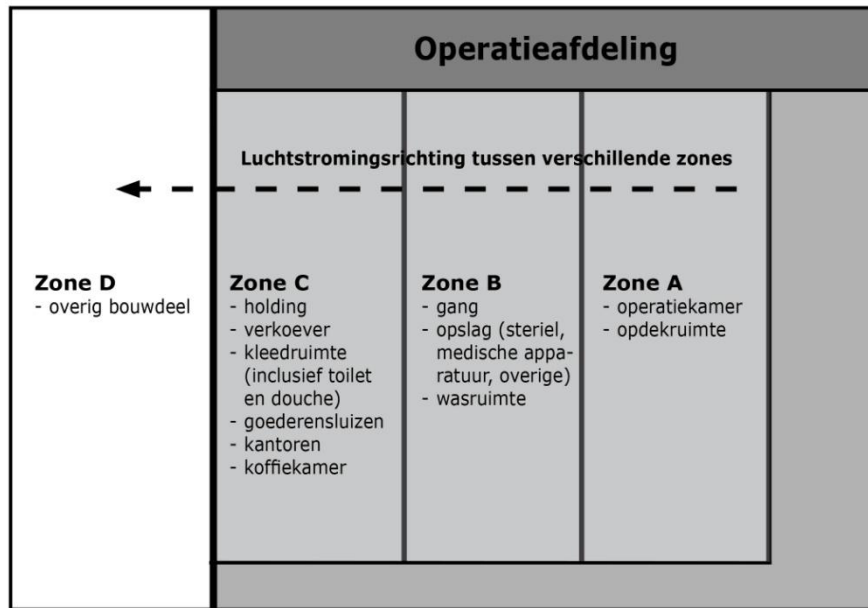 Operatieafdeling
Luchtstromingsrichting tussen verschillende zones
Zone D
- overig bouwdeel
Zone C
- holding
- verkoever
- kleedruimte
(inclusief toilet
en douche)
- goederensluizen
- kantoren
- koffiekamer
Zone B
- gang
- opslag (steriel,
medische appa-
ratuur, overige)
- wasruimte
Zone A
- operatiekamer
- opdekruimte